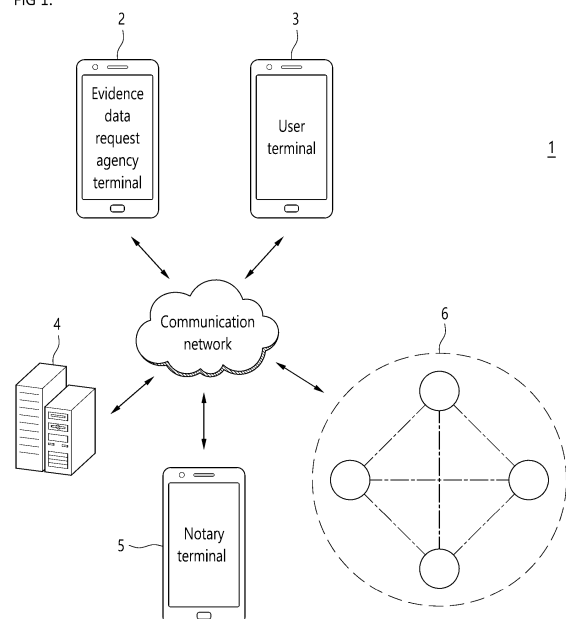 FIG 1.
2
3
Evidence
data
request
agency
terminal
User
terminal
1
Communication
network
4
6
5
Notary
terminal